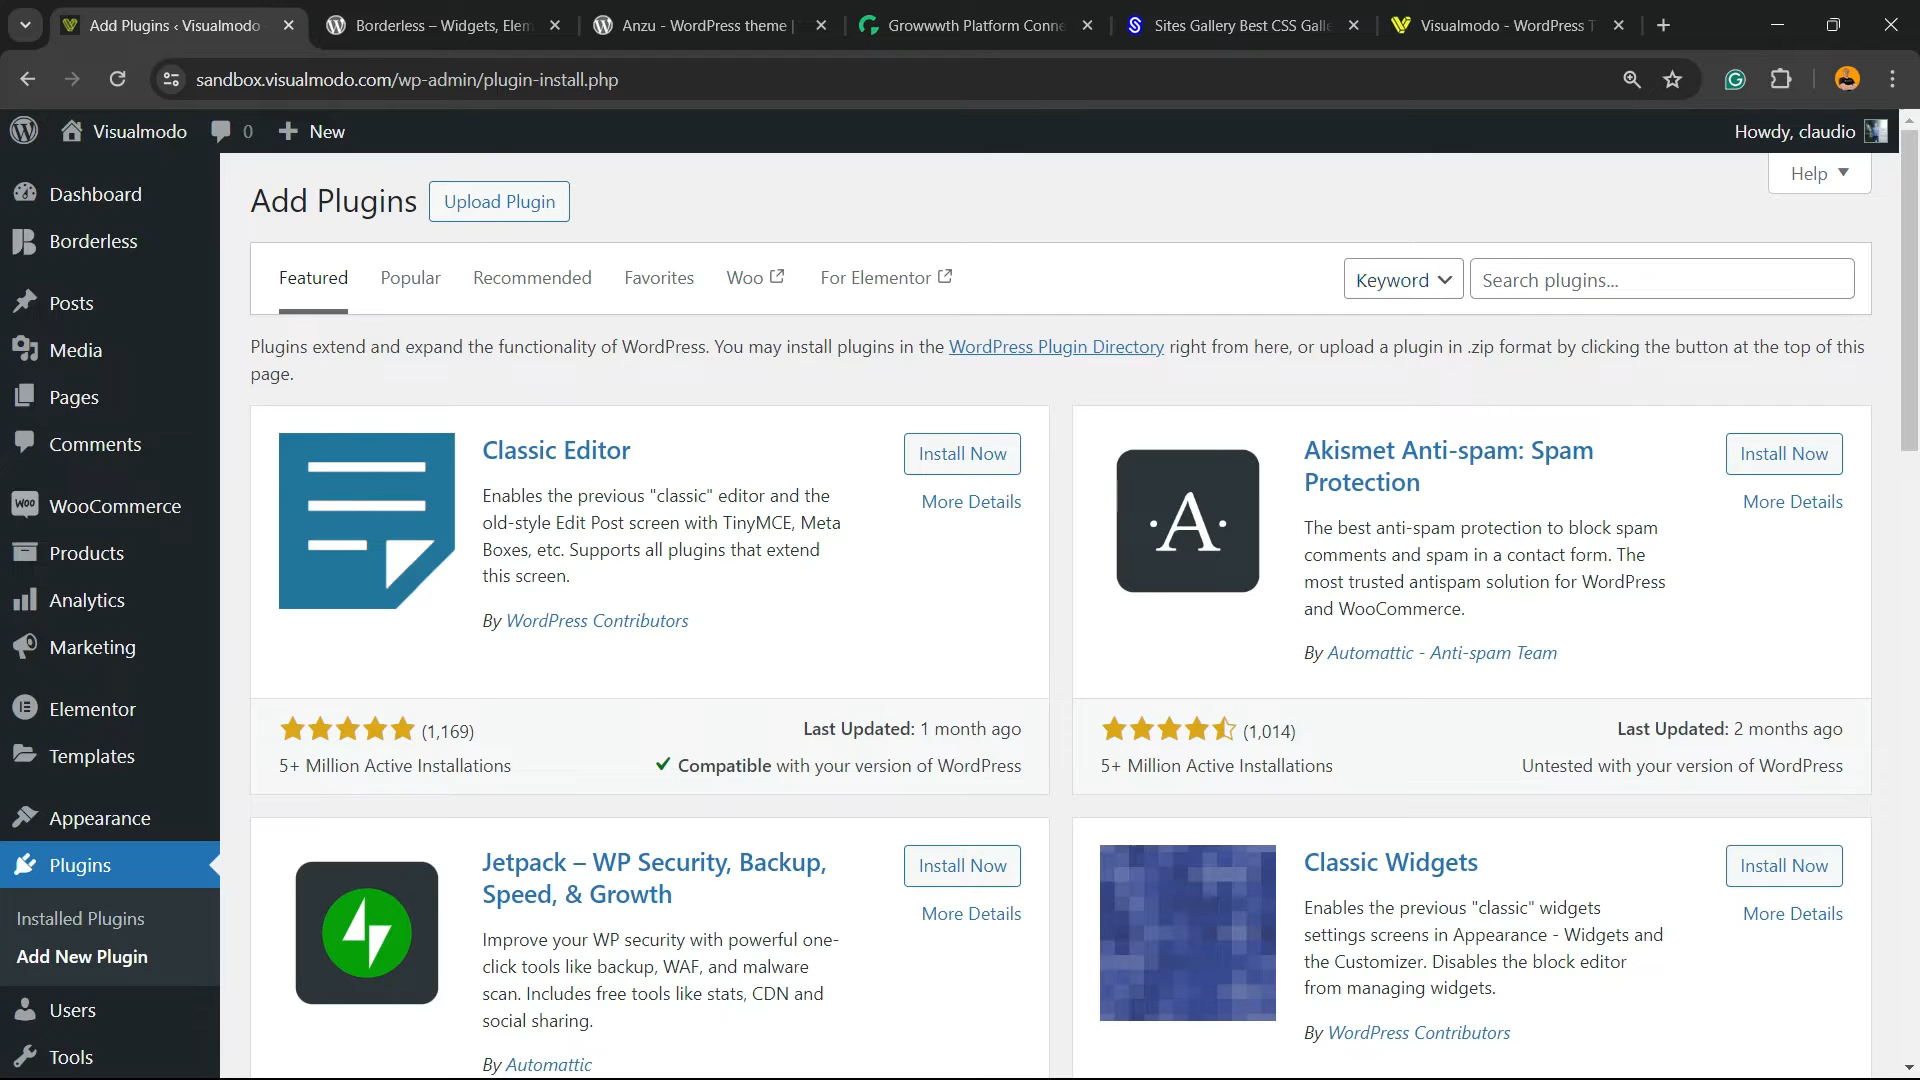 Add Plugins ‹ Visualmodo
Borderless – Widgets, Elem
Anzu - WordPress theme |
Growwwth Platform Conne
Sites Gallery Best CSS Galle
Visualmodo - WordPress T
sandbox.visualmodo.com/wp-admin/plugin-install.php
Visualmodo
0
New
Howdy, claudio
Dashboard
Borderless
Posts
Media
Pages
Comments
WOO
WooCommerce
Products
Analytics
Marketing
Elementor
Templates
Appearance
Plugins
Installed Plugins
Add New Plugin
Users
Tools
Help
Add Plugins
Upload Plugin
Featured
Popular
Recommended
Favorites
Woo
For Elementor
Keyword
Search plugins...
Plugins extend and expand the functionality of WordPress. You may install plugins in the WordPress Plugin Directory right from here, or upload a plugin in .zip format by clicking the button at the top of this
page.
Classic Editor
Install Now
More Details
Enables the previous "classic" editor and the
old-style Edit Post screen with TinyMCE, Meta
Boxes, etc. Supports all plugins that extend
this screen.
By WordPress Contributors
(1,169)
Last Updated: 1 month ago
5+ Million Active Installations
Compatible with your version of WordPress
A
Akismet Anti-spam: Spam
Protection
Install Now
More Details
The best anti-spam protection to block spam
comments and spam in a contact form. The
most trusted antispam solution for WordPress
and WooCommerce.
By Automattic - Anti-spam Team
(1,014)
Last Updated: 2 months ago
5+ Million Active Installations
Untested with your version of WordPress
Jetpack – WP Security, Backup,
Speed, & Growth
Install Now
More Details
Improve your WP security with powerful one-
click tools like backup, WAF, and malware
scan. Includes free tools like stats, CDN and
social sharing.
By Automattic
Classic Widgets
Install Now
More Details
Enables the previous "classic" widgets
settings screens in Appearance - Widgets and
the Customizer. Disables the block editor
from managing widgets.
By WordPress Contributors